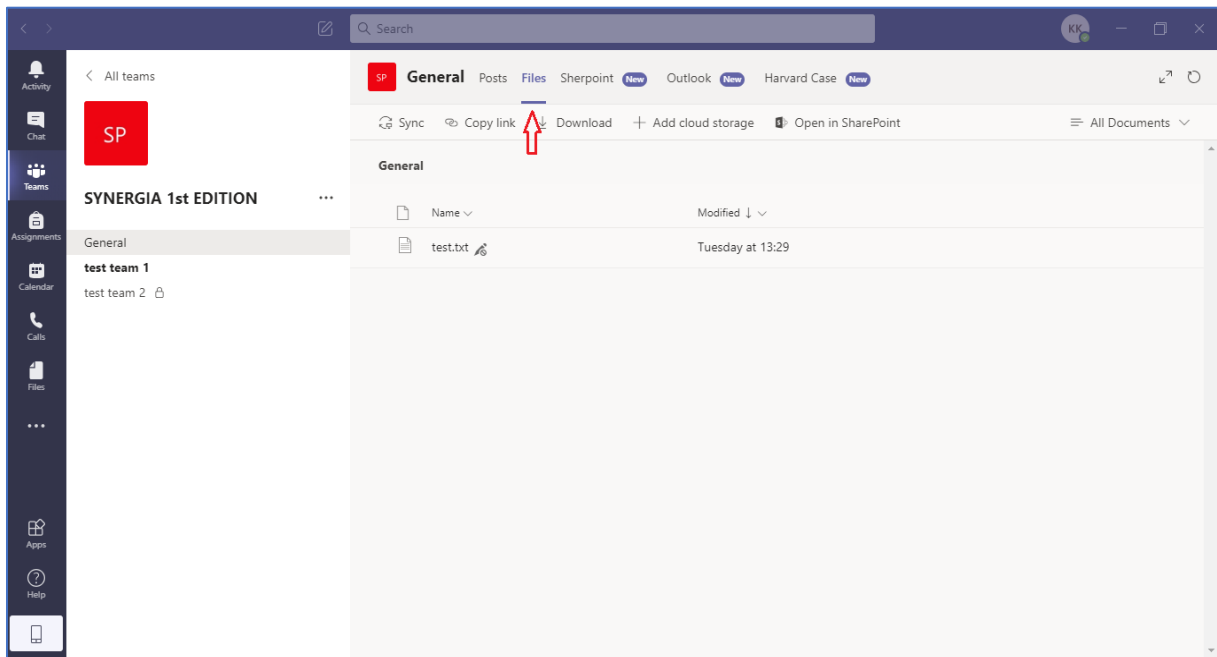 Search
KK
Activity
Chat
Teams
Assignments
Calendar
Calls
Files
Apps
Help
All teams
SP
SYNERGIA 1st EDITION
General
test team 1
test team 2
SP General Posts Files Sherpoint New Outlook New Harvard Case New
Sync Copy link Download Add cloud storage Open in SharePoint All Documents
General
Name Modified
test.txt Tuesday at 13:29